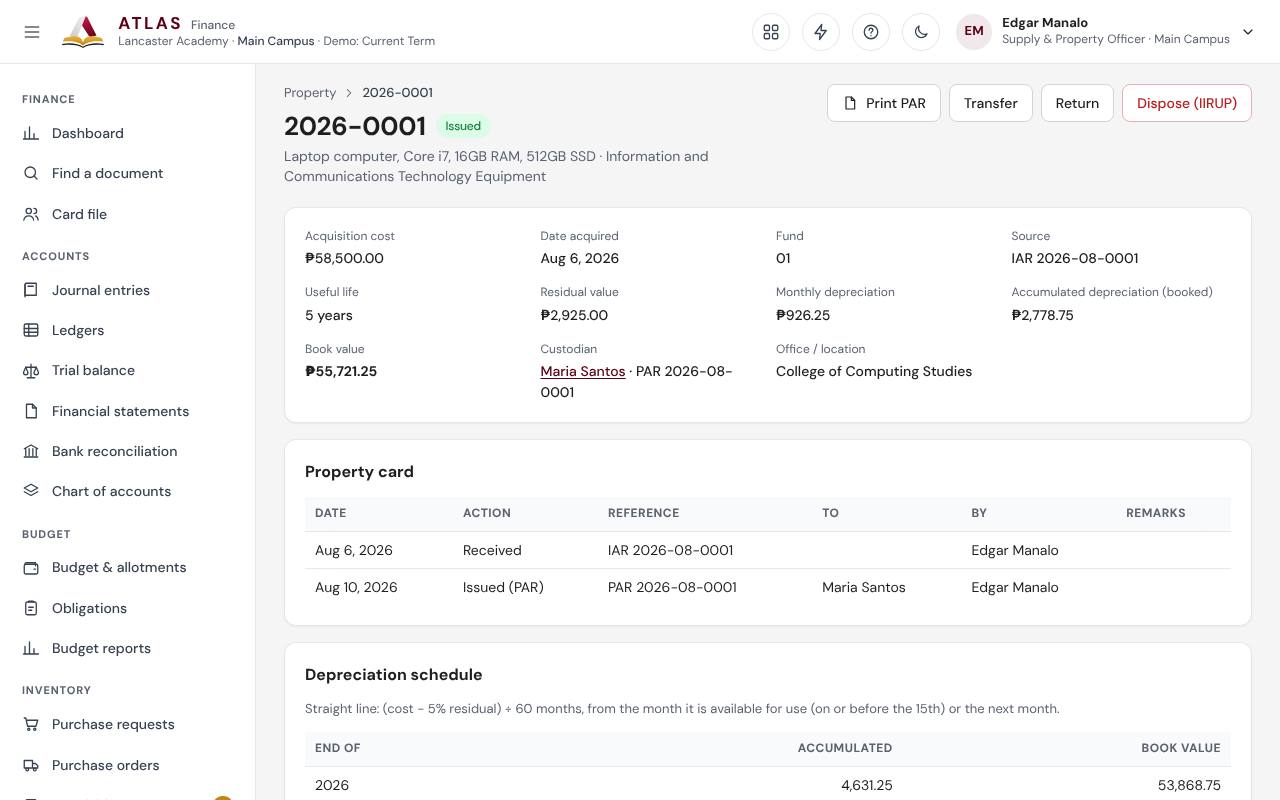 ATLAS Finance
Lancaster Academy · Main Campus · Demo: Current Term
EM
Edgar Manalo
Supply & Property Officer · Main Campus
FINANCE
Dashboard
Find a document
Card file
ACCOUNTS
Journal entries
Ledgers
Trial balance
Financial statements
Bank reconciliation
Chart of accounts
BUDGET
Budget & allotments
Obligations
Budget reports
INVENTORY
Purchase requests
Purchase orders
Property > 2026-0001
2026-0001 Issued
Laptop computer, Core i7, 16GB RAM, 512GB SSD · Information and
Communications Technology Equipment
Print PAR Transfer Return Dispose (IIRUP)
Acquisition cost Date acquired Fund Source
₱58,500.00 Aug 6, 2026 01 IAR 2026-08-0001
Useful life Residual value Monthly depreciation Accumulated depreciation (booked)
5 years ₱2,925.00 ₱926.25 ₱2,778.75
Book value Custodian Office / location
₱55,721.25 Maria Santos · PAR 2026-08- College of Computing Studies
0001
Property card
DATE ACTION REFERENCE TO BY REMARKS
Aug 6, 2026 Received IAR 2026-08-0001 Edgar Manalo
Aug 10, 2026 Issued (PAR) PAR 2026-08-0001 Maria Santos Edgar Manalo
Depreciation schedule
Straight line: (cost − 5% residual) ÷ 60 months, from the month it is available for use (on or before the 15th) or the next month.
END OF ACCUMULATED BOOK VALUE
2026 4,631.25 53,868.75